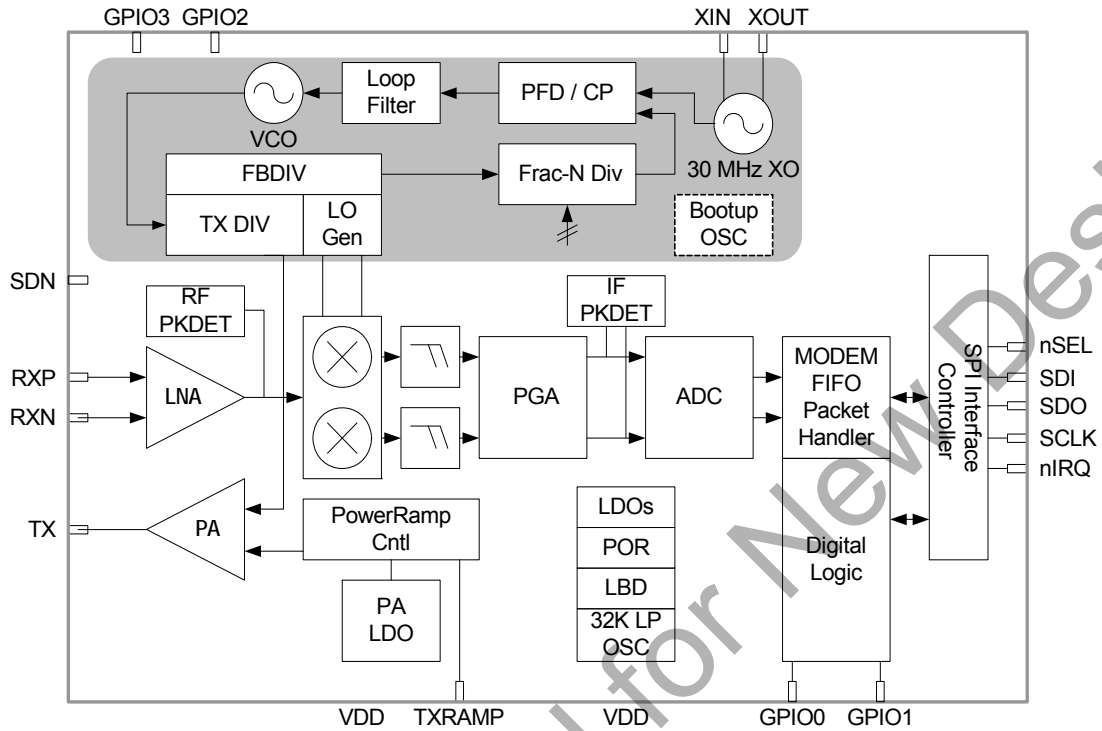 GPIO3 GPIO2
XIN XOUT
Loop
Filter
PFD / CP
VCO
30 MHz XO
FBDIV
Frac-N Div
TX DIV
LO
Gen
Bootup
OSC
SDN
RF
PKDET
IF
PKDET
RXP
RXN
LNA
PGA
ADC
MODEM
FIFO
Packet
Handler
SPI Interface
Controller
nSEL
SDI
SDO
SCLK
nIRQ
TX
PA
PowerRamp
Cntl
LDOs
POR
LBD
32K LP
OSC
Digital
Logic
PA
LDO
VDD TXRAMP
VDD
GPIO0 GPIO1
for New Des